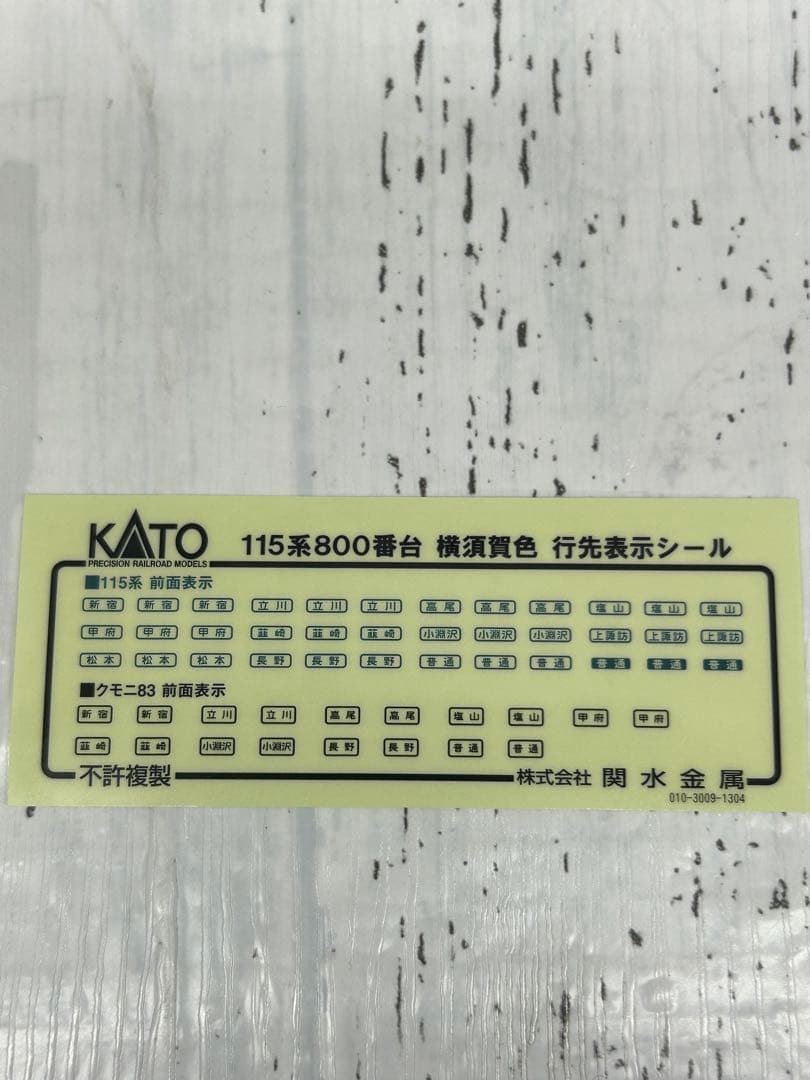 KATO
PRECISION RAILROAD MODELS
115系800番台 横須賀色 行先表示シール
■115系 前面表示
新宿 新宿 新宿 立川 立川 立川 高尾 高尾 高尾 塩山 塩山 塩山
甲府 甲府 甲府 韮崎 韮崎 韮崎 小淵沢 小淵沢 小淵沢 上諏訪 上諏訪 上諏訪
松本 松本 松本 長野 長野 長野 普通 普通 普通 普通 普通 普通
■クモニ83 前面表示
新宿 新宿 立川 立川 高尾 高尾 塩山 塩山 甲府 甲府
韮崎 韮崎 小淵沢 小淵沢 長野 長野 普通 普通
不許複製
株式会社 関水金属
010-3009-1304